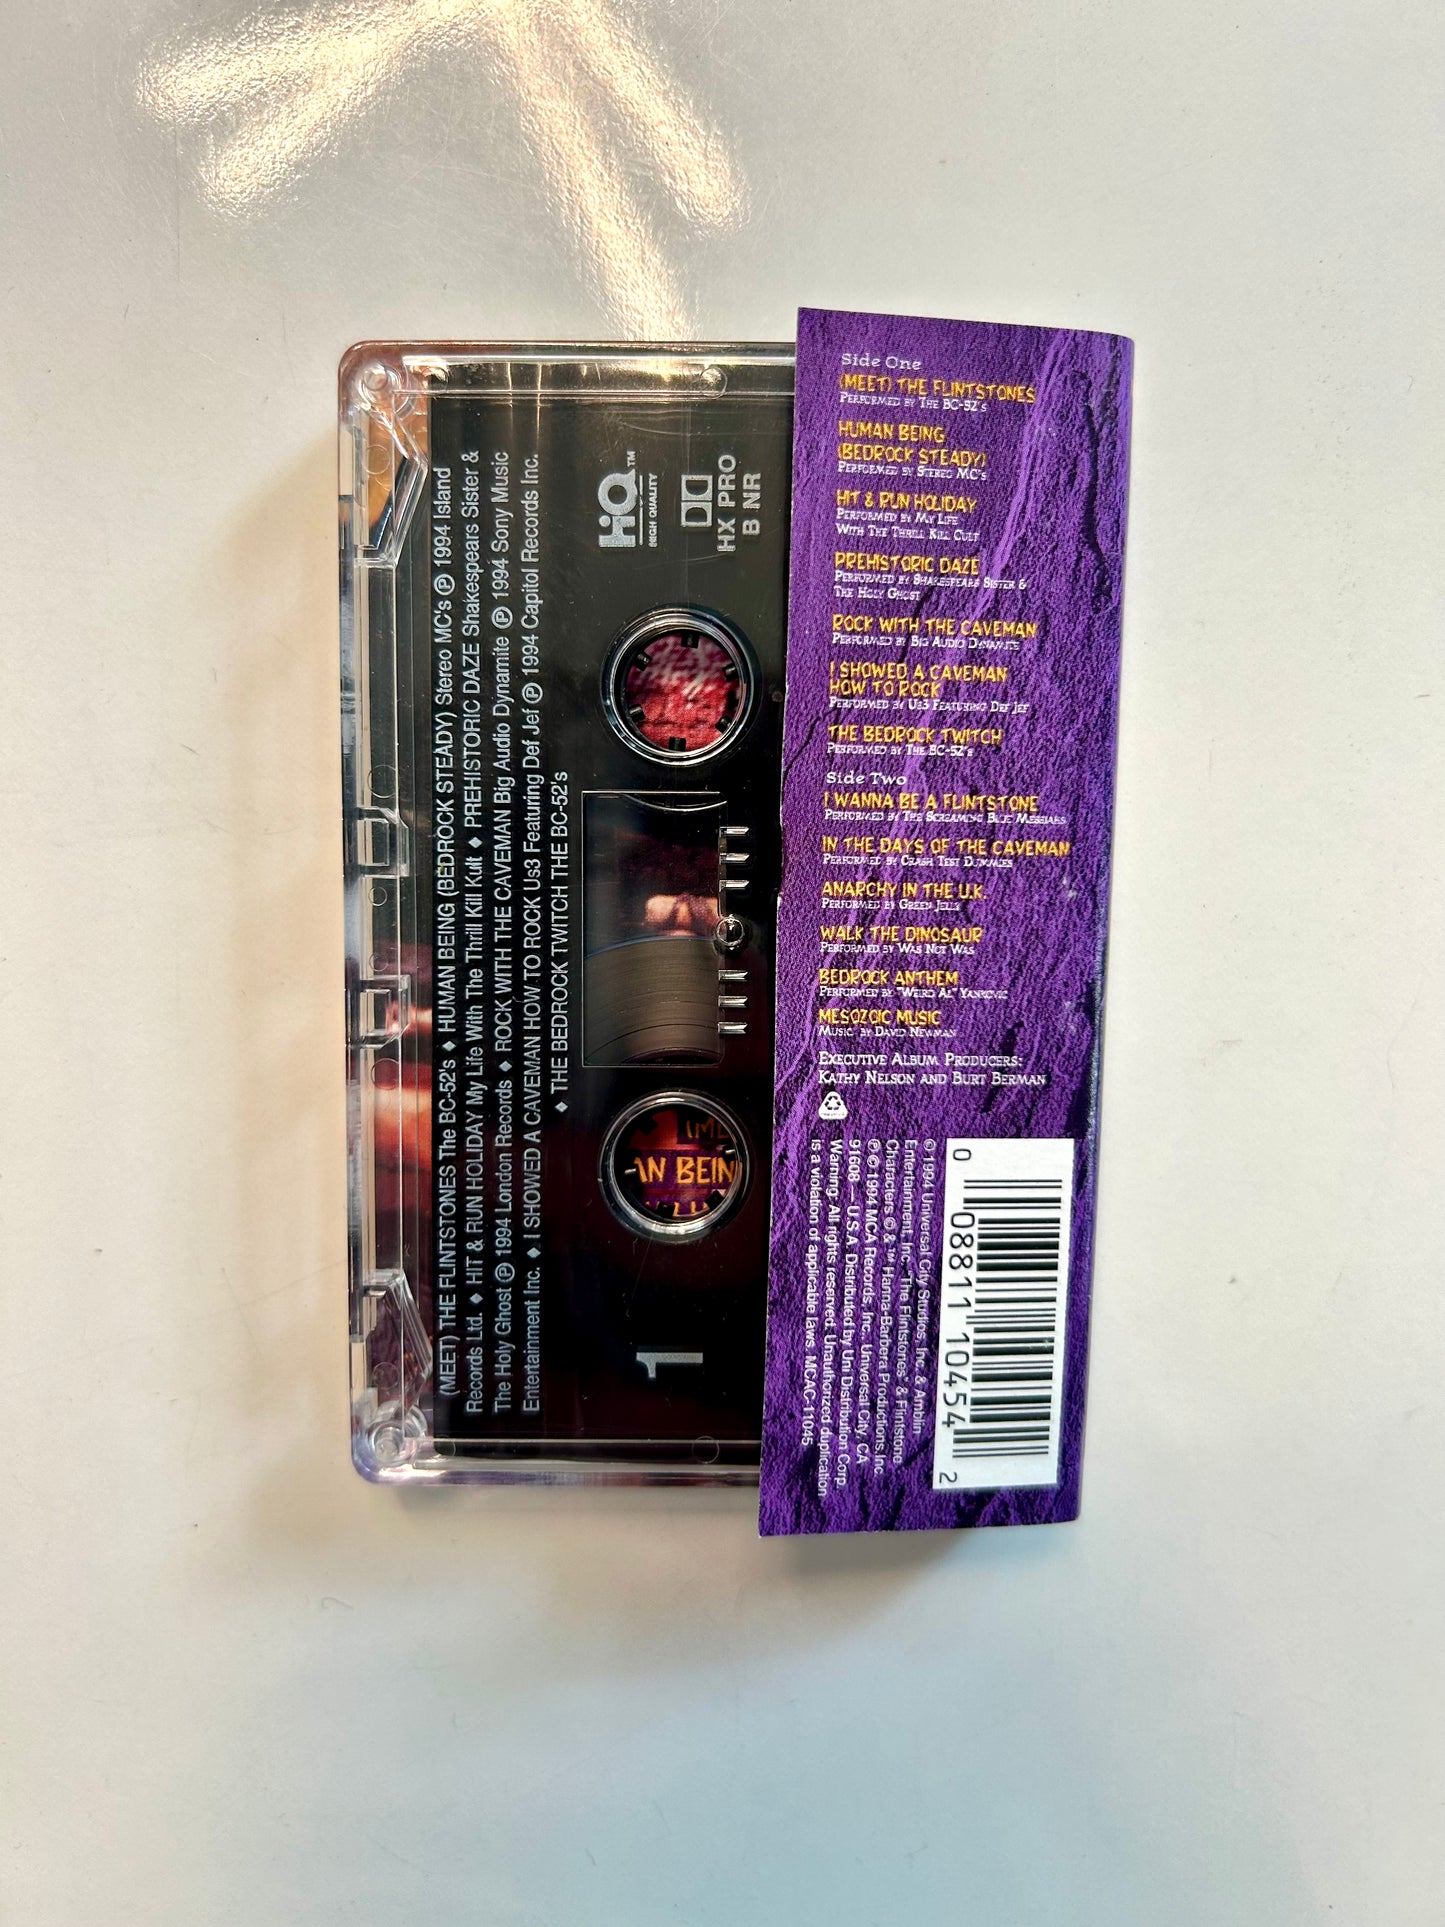 (MEET) THE FLINTSTONES The BC-52's ◆ HUMAN BEING (BEDROCK STEADY) Stereo MC's ℗ 1994 Island
Records Ltd. ◆ HIT & RUN HOLIDAY My Life With The Thrill Kill Kult ◆ PREHISTORIC DAZE Shakespears Sister &
The Holy Ghost ℗ 1994 London Records ◆ ROCK WITH THE CAVEMAN Big Audio Dynamite ℗ 1994 Sony Music
Entertainment Inc. ◆ I SHOWED A CAVEMAN HOW TO ROCK Us3 Featuring Def Jef ℗ 1994 Capitol Records Inc.
◆ THE BEDROCK TWITCH THE BC-52's
HQ™
HIGH QUALITY
HX PRO
B NR
AN BEIN
1
Side One
(MEET) THE FLINTSTONES
PERFORMED BY THE BC-52'S
HUMAN BEING
(BEDROCK STEADY)
PERFORMED BY STEREO MC'S
HIT & RUN HOLIDAY
PERFORMED BY MY LIFE
WITH THE THRILL KILL CULT
PREHISTORIC DAZE
PERFORMED BY SHAKESPEARS SISTER &
THE HOLY GHOST
ROCK WITH THE CAVEMAN
PERFORMED BY BIG AUDIO DYNAMITE
I SHOWED A CAVEMAN
HOW TO ROCK
PERFORMED BY US3 FEATURING DEF JEF
THE BEDROCK TWITCH
PERFORMED BY THE BC-52'S
Side Two
I WANNA BE A FLINTSTONE
PERFORMED BY THE SCREAMING BLUE MESSIAHS
IN THE DAYS OF THE CAVEMAN
PERFORMED BY CRASH TEST DUMMIES
ANARCHY IN THE U.K.
PERFORMED BY GREEN JELLY
WALK THE DINOSAUR
PERFORMED BY WAS NOT WAS
BEDROCK ANTHEM
PERFORMED BY "WEIRD AL" YANKOVIC
MESOZOIC MUSIC
MUSIC BY DAVID NEWMAN
EXECUTIVE ALBUM PRODUCERS:
KATHY NELSON AND BURT BERMAN
© 1994 Universal City Studios, Inc. & Amblin
Entertainment, Inc. The Flintstones & Flintstone
Characters © & ™ Hanna-Barbera Productions, Inc.
℗ © 1994 MCA Records, Inc., Universal City, CA
91608 — U.S.A. Distributed by Uni Distribution Corp.
Warning: All rights reserved. Unauthorized duplication
is a violation of applicable laws. MCAC-11045
0 08811 10454 2